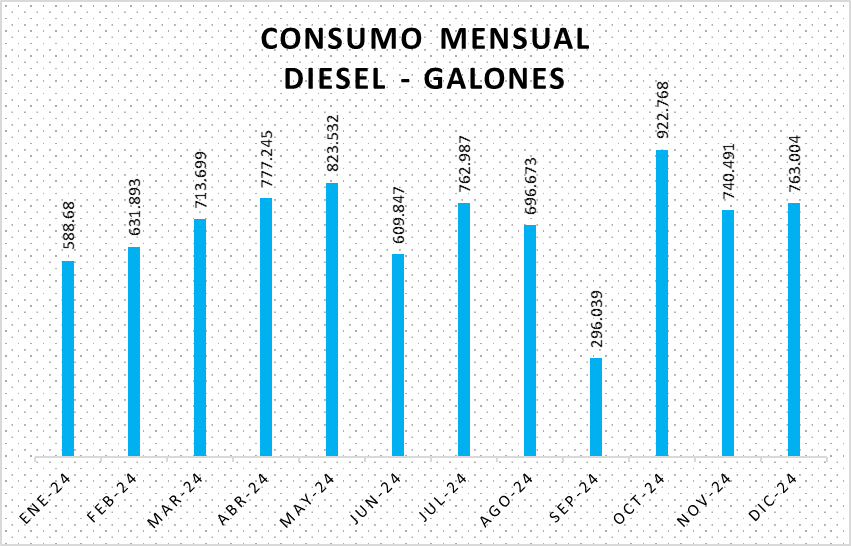 CONSUMO MENSUAL
DIESEL - GALONES
588.68
631.893
713.699
777.245
823.532
609.847
762.987
696.673
296.039
922.768
740.491
763.004
ENE-24
FEB-24
MAR-24
ABR-24
MAY-24
JUN-24
JUL-24
AGO-24
SEP-24
OCT-24
NOV-24
DIC-24